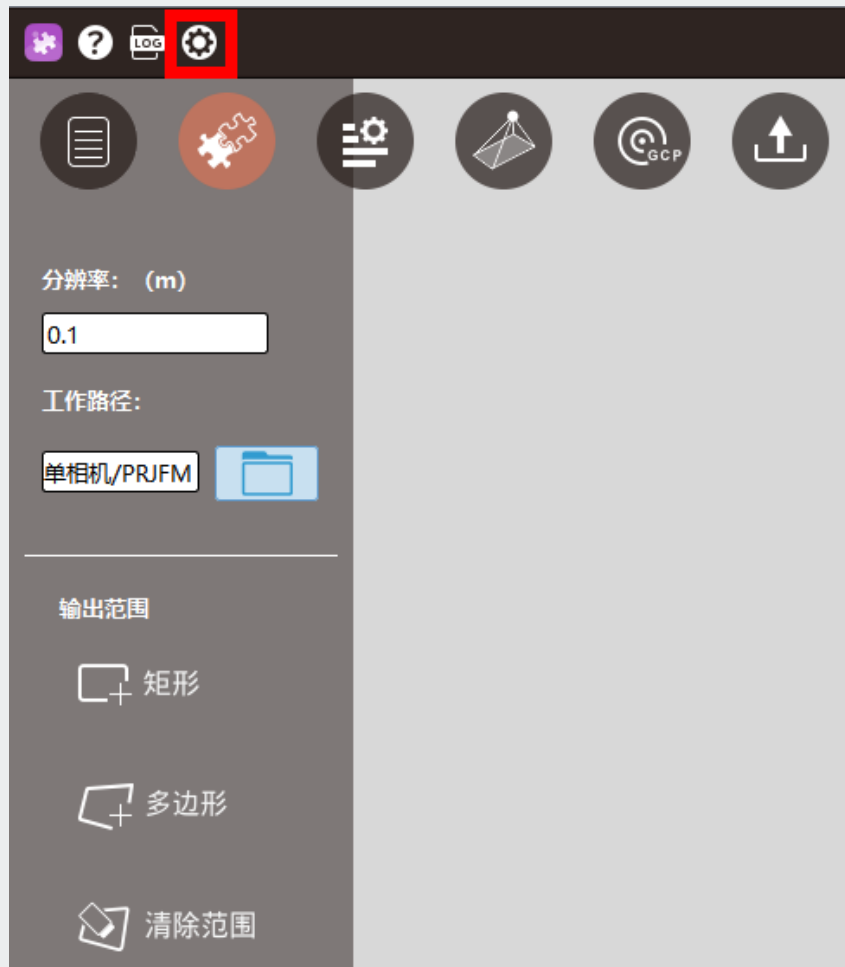 ?
LOG
GCP
分辨率：（m）
0.1
工作路径：
单相机/PRJFM
输出范围
矩形
多边形
清除范围